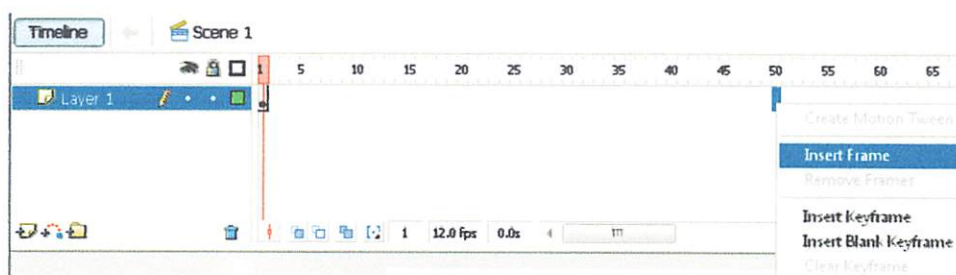 Timeline Scene 1
1 5 10 15 20 25 30 35 40 45 50 55 60 65
Layer 1
Create Motion Tween
Insert Frame
Remove Frames
Insert Keyframe
Insert Blank Keyframe
Clear Keyframe
1 12.0 fps 0.0s